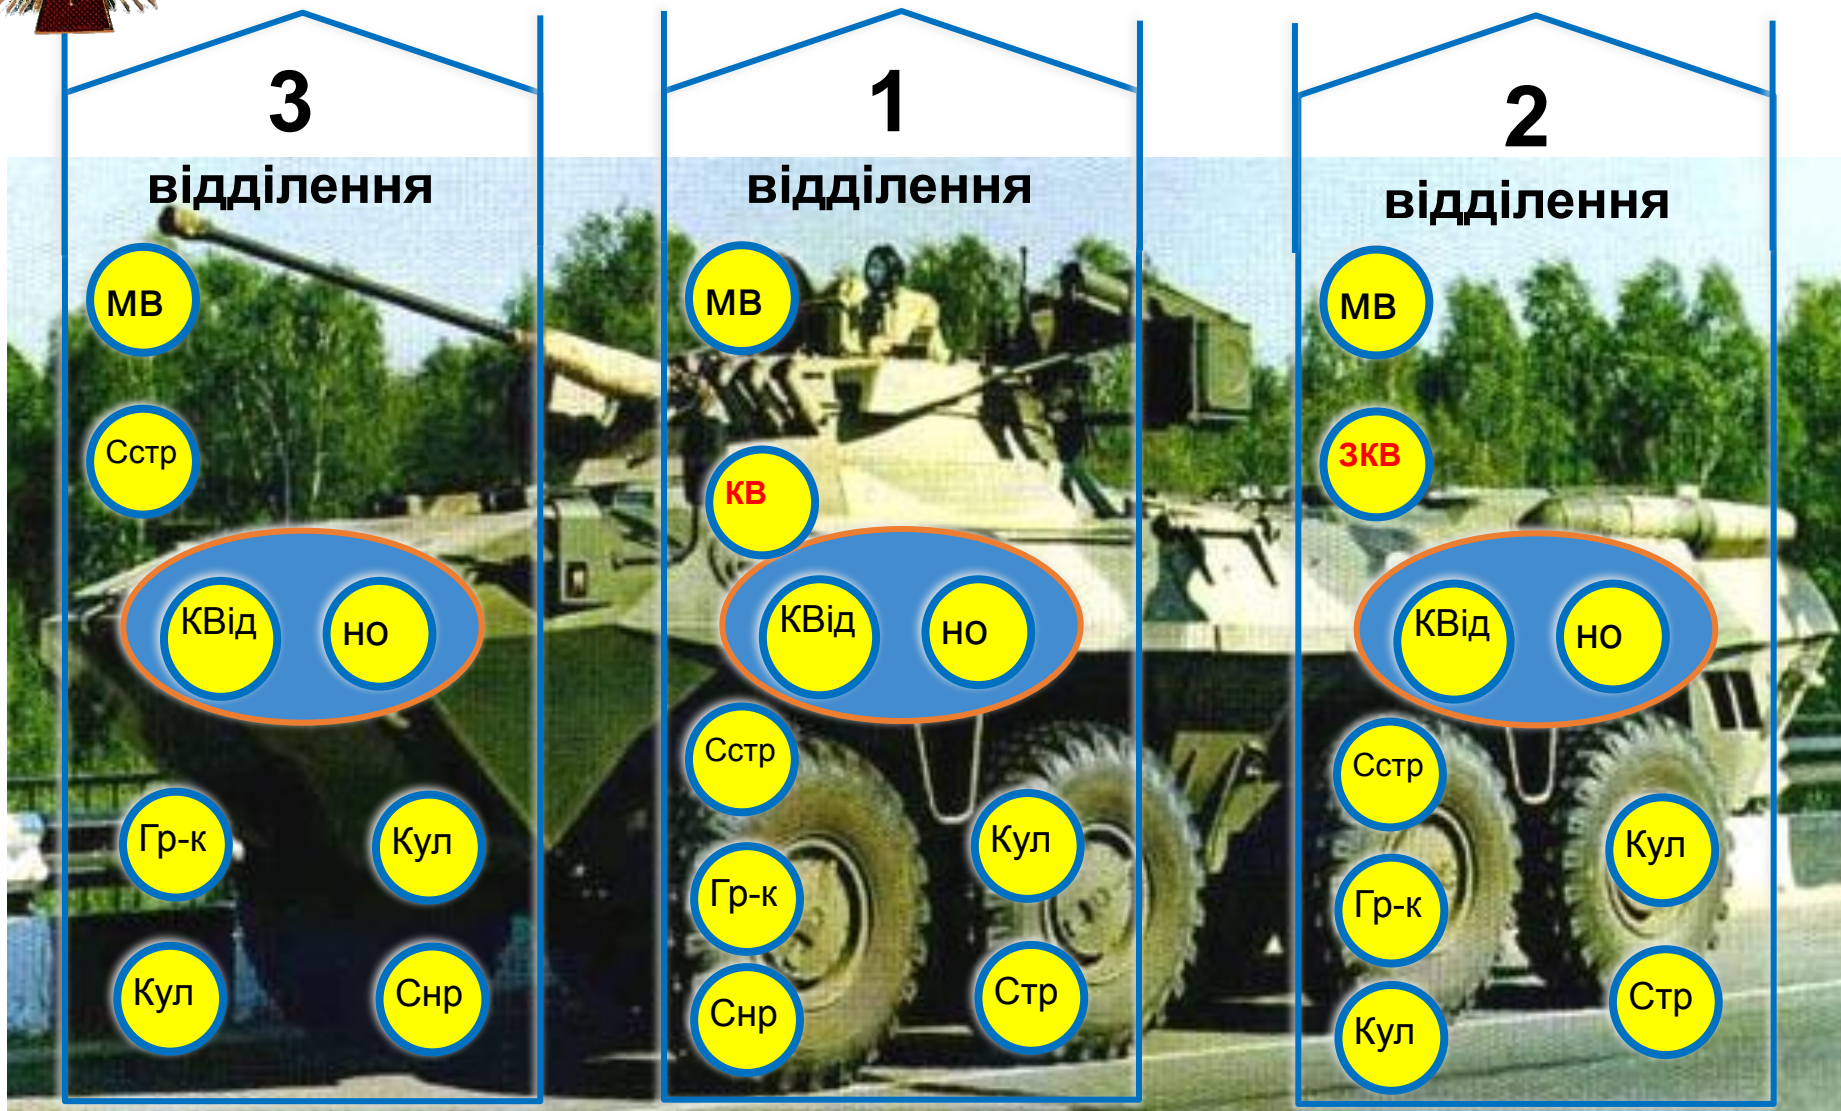 3
відділення
МВ
Сстр
КВід
НО
Гр-к
Кул
Кул
Снр
1
відділення
МВ
КВ
КВід
НО
Сстр
Кул
Гр-к
Снр
Стр
2
відділення
МВ
ЗКВ
КВід
НО
Сстр
Кул
Гр-к
Стр
Кул